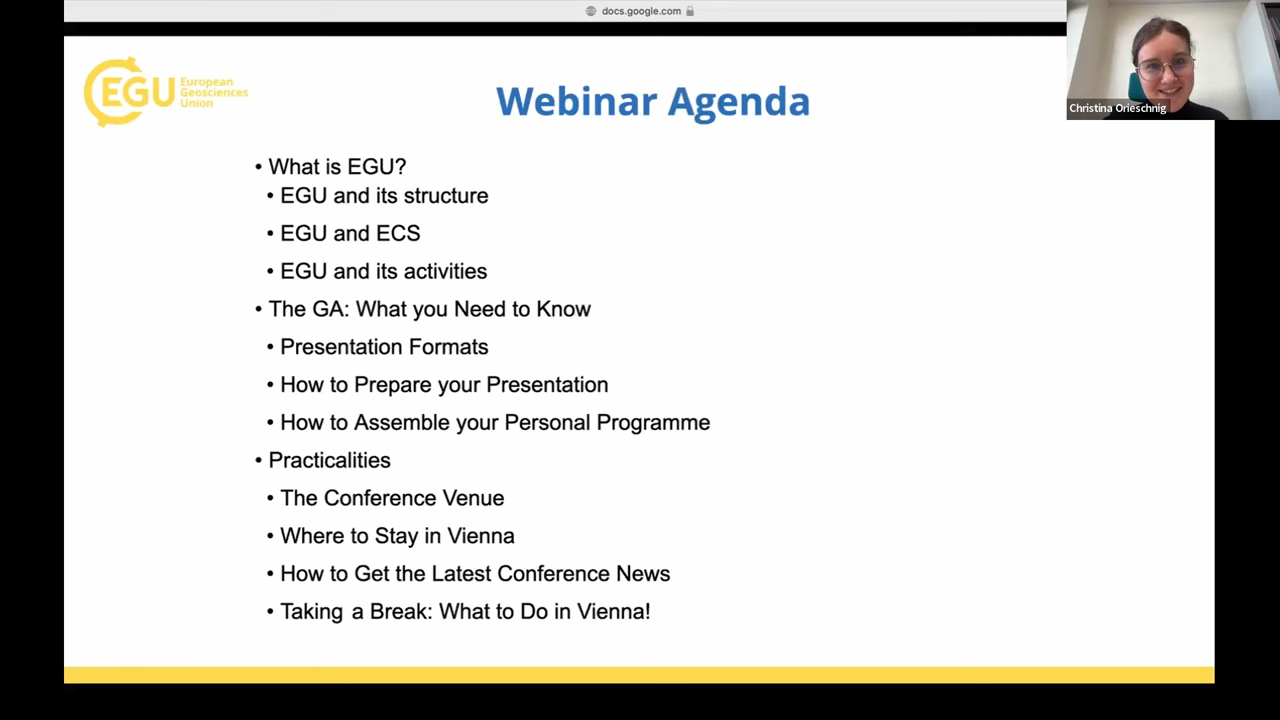 docs.google.com
EGU
European
Geosciences
Union
Webinar Agenda
Christina Orieschnig
• What is EGU?
• EGU and its structure
• EGU and ECS
• EGU and its activities
• The GA: What you Need to Know
• Presentation Formats
• How to Prepare your Presentation
• How to Assemble your Personal Programme
• Practicalities
• The Conference Venue
• Where to Stay in Vienna
• How to Get the Latest Conference News
• Taking a Break: What to Do in Vienna!